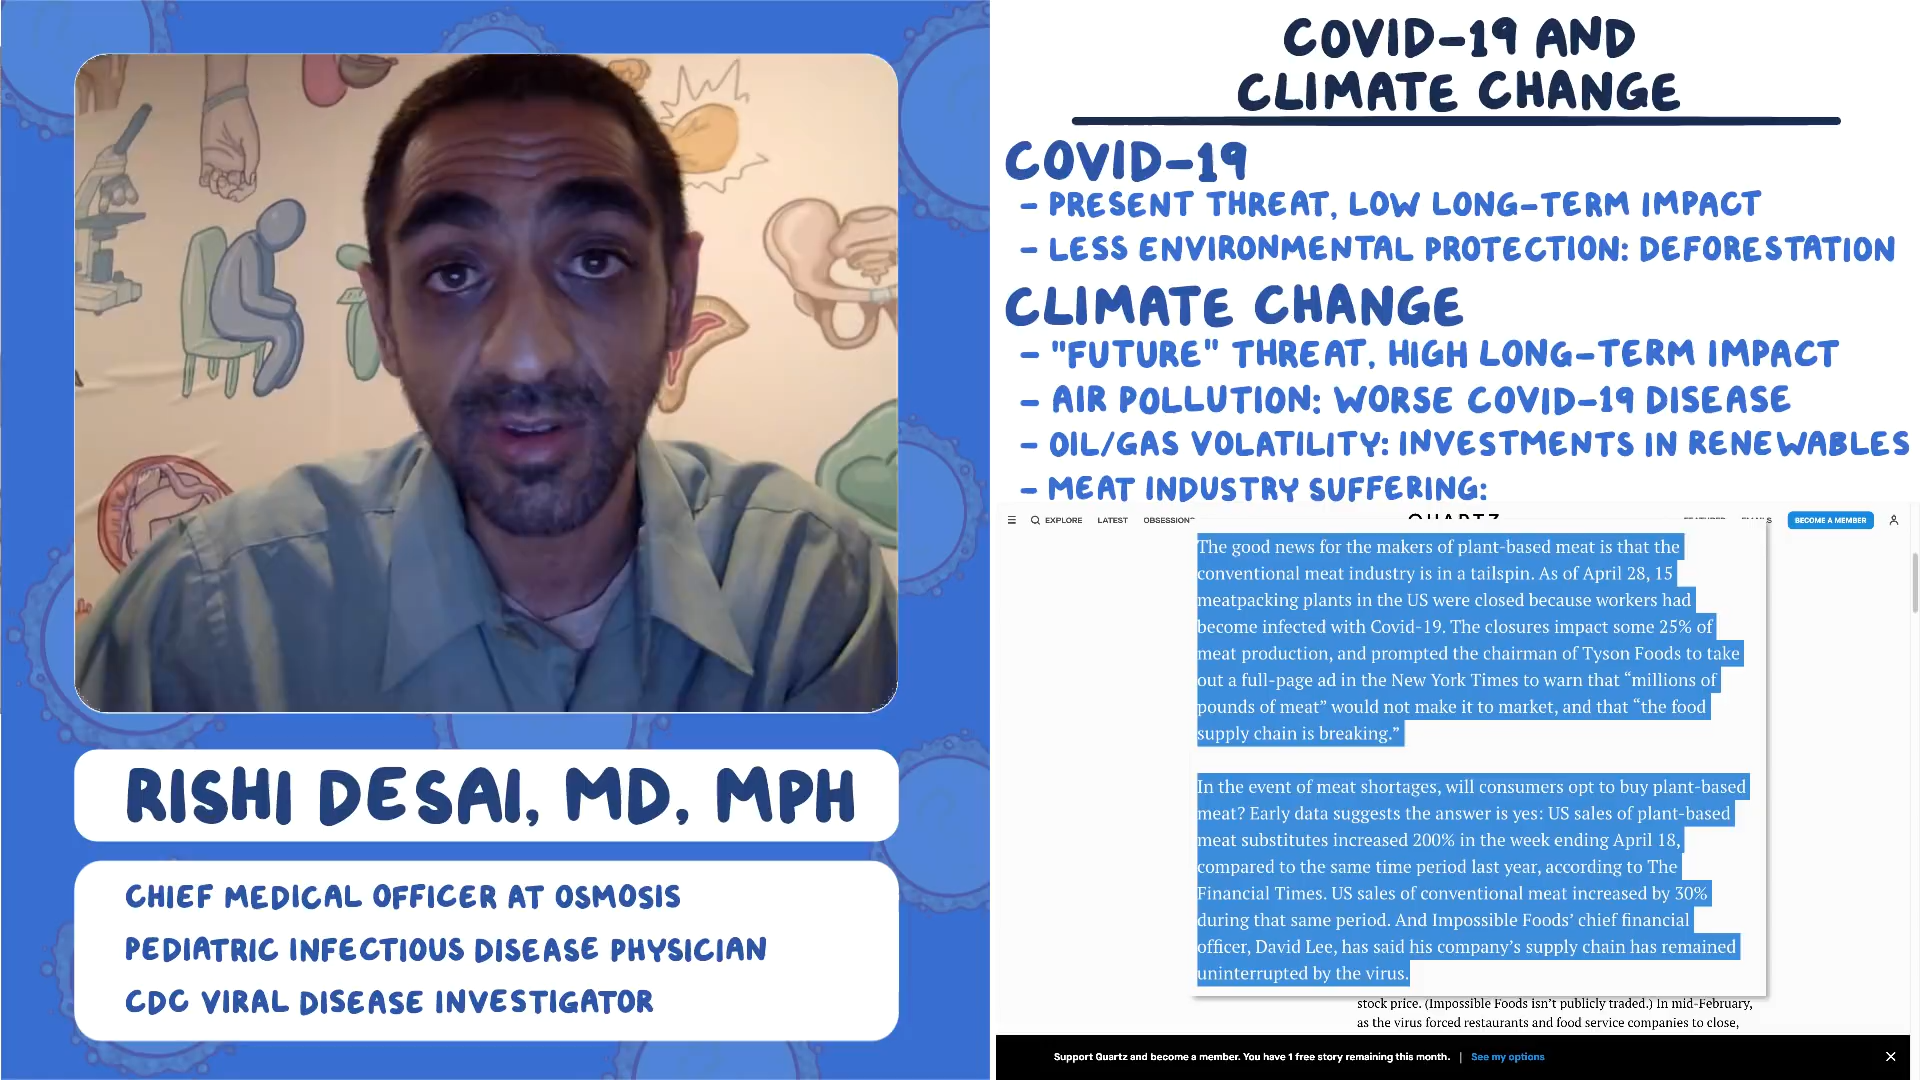 RISHI DESAI, MD, MPH
CHIEF MEDICAL OFFICER AT OSMOSIS
PEDIATRIC INFECTIOUS DISEASE PHYSICIAN
CDC VIRAL DISEASE INVESTIGATOR
COVID-19 AND
CLIMATE CHANGE
COVID-19
- PRESENT THREAT, LOW LONG-TERM IMPACT
- LESS ENVIRONMENTAL PROTECTION: DEFORESTATION
CLIMATE CHANGE
- "FUTURE" THREAT, HIGH LONG-TERM IMPACT
- AIR POLLUTION: WORSE COVID-19 DISEASE
- OIL/GAS VOLATILITY: INVESTMENTS IN RENEWABLES
- MEAT INDUSTRY SUFFERING:
EXPLORE LATEST OBSESSIONS QUARTZ FEATURED EMAILS BECOME A MEMBER
The good news for the makers of plant-based meat is that the
conventional meat industry is in a tailspin. As of April 28, 15
meatpacking plants in the US were closed because workers had
become infected with Covid-19. The closures impact some 25% of
meat production, and prompted the chairman of Tyson Foods to take
out a full-page ad in the New York Times to warn that “millions of
pounds of meat” would not make it to market, and that “the food
supply chain is breaking.”
In the event of meat shortages, will consumers opt to buy plant-based
meat? Early data suggests the answer is yes: US sales of plant-based
meat substitutes increased 200% in the week ending April 18,
compared to the same time period last year, according to The
Financial Times. US sales of conventional meat increased by 30%
during that same period. And Impossible Foods’ chief financial
officer, David Lee, has said his company’s supply chain has remained
uninterrupted by the virus.
stock price. (Impossible Foods isn’t publicly traded.) In mid-February,
as the virus forced restaurants and food service companies to close,
Support Quartz and become a member. You have 1 free story remaining this month. | See my options